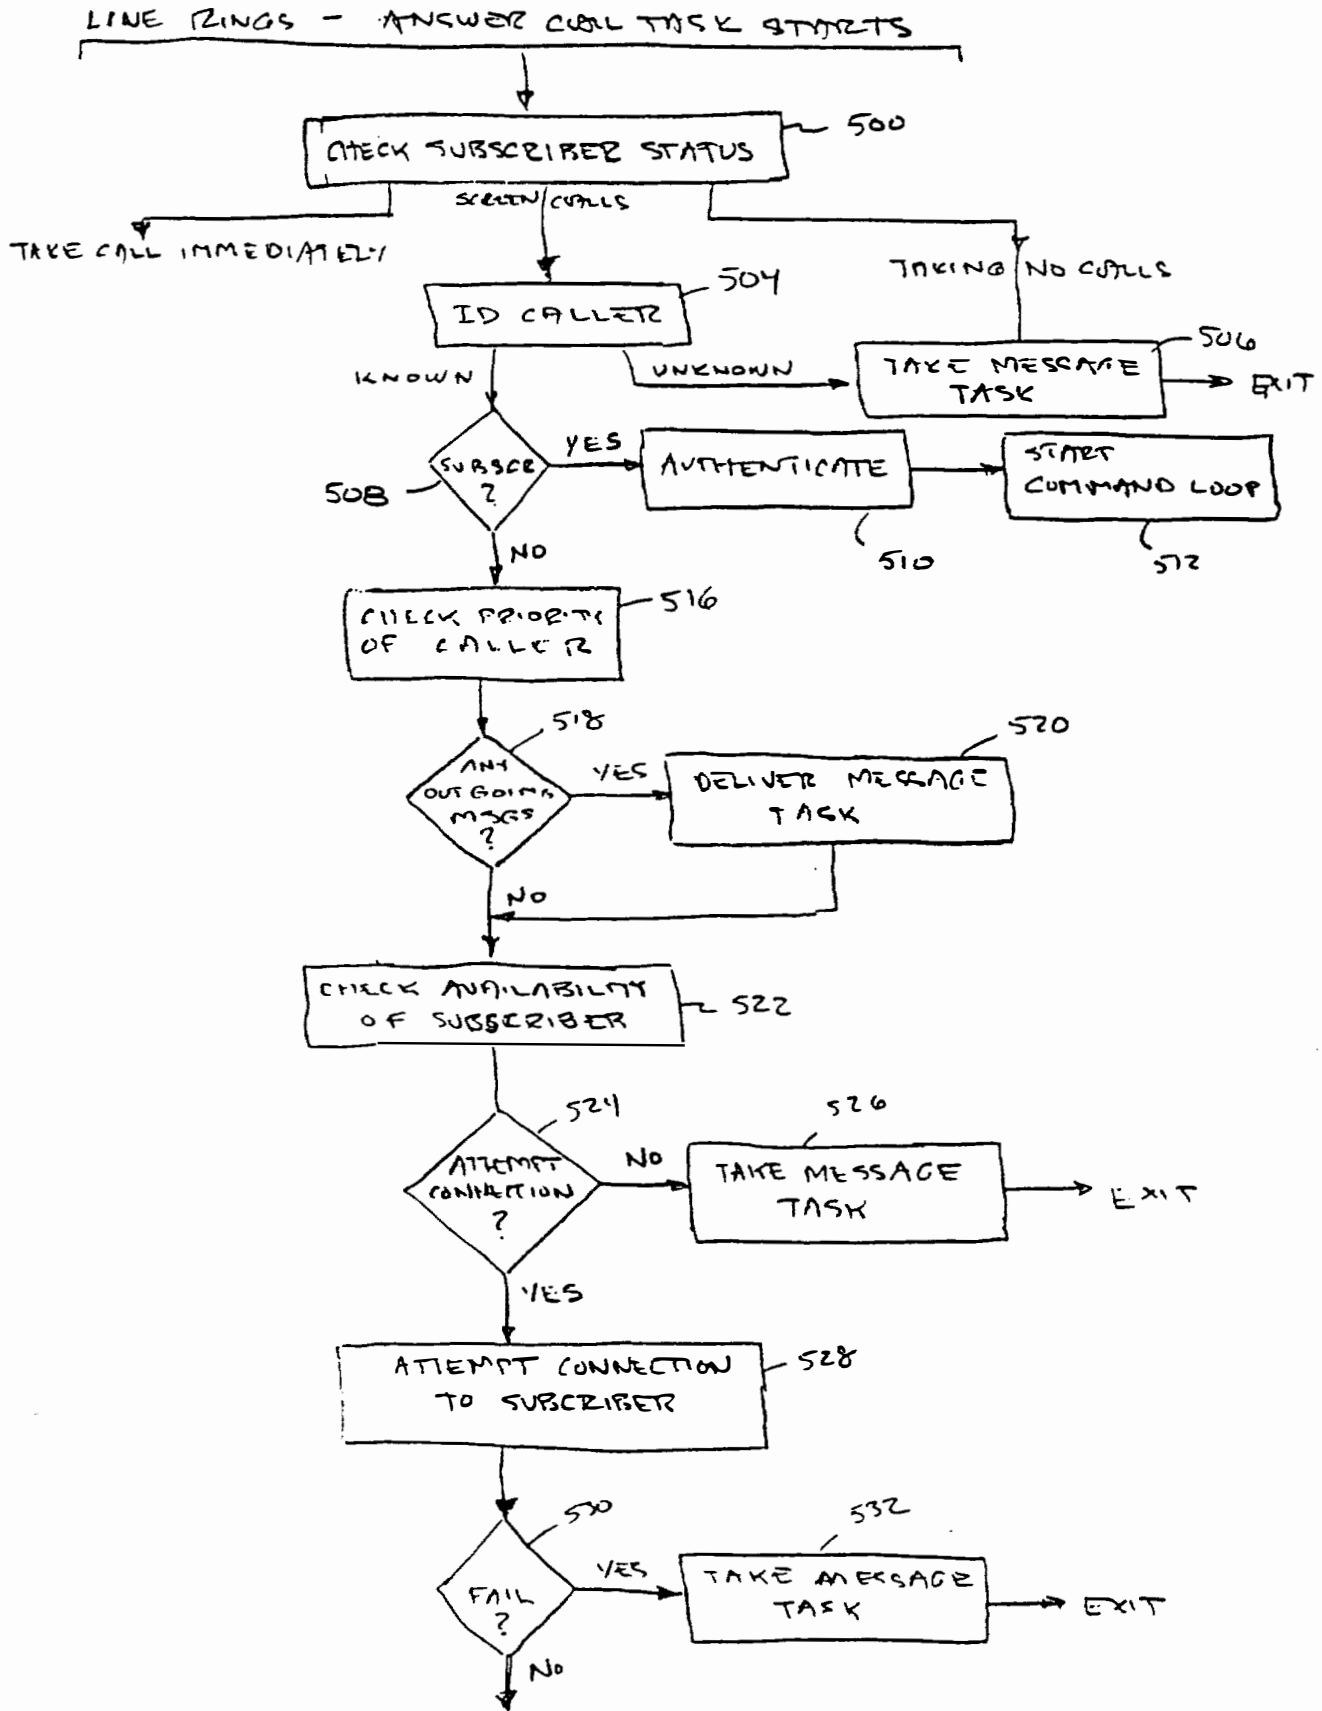 LINE RINGS - ANSWER CALL TASK STARTS
CHECK SUBSCRIBER STATUS
500
SCREEN CALLS
TAKE CALL IMMEDIATELY
TAKING NO CALLS
504
ID CALLER
506
KNOWN
UNKNOWN
TAKE MESSAGE
TASK
EXIT
SUBSCR
?
508
YES
AUTHENTICATE
START
COMMAND LOOP
510
512
NO
516
CHECK PRIORITY
OF CALLER
518
520
ANY
OUTGOING
MSGS
?
YES
DELIVER MESSAGE
TASK
NO
CHECK AVAILABILITY
OF SUBSCRIBER
522
524
526
ATTEMPT
CONNECTION
?
NO
TAKE MESSAGE
TASK
EXIT
YES
ATTEMPT CONNECTION
TO SUBSCRIBER
528
530
532
FAIL
?
YES
TAKE MESSAGE
TASK
EXIT
NO